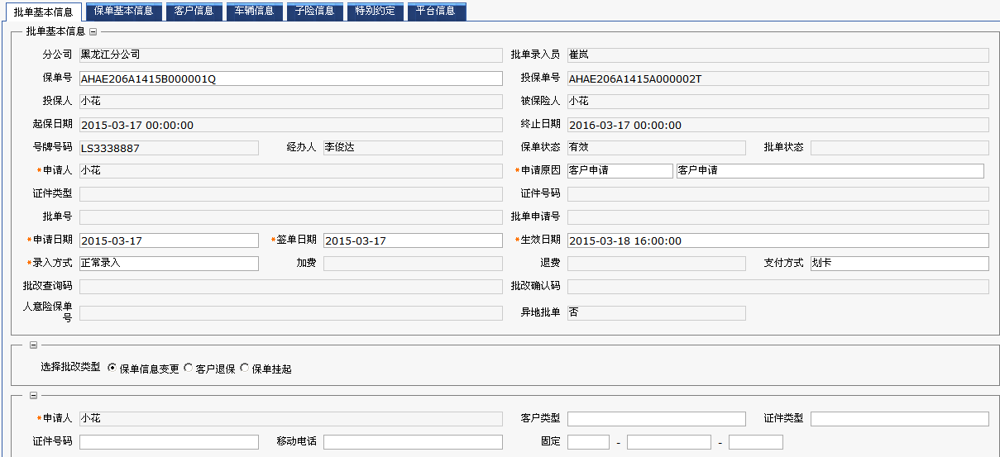 批单基本信息 保单基本信息 客户信息 车辆信息 子险信息 特别约定 平台信息
批单基本信息
分公司 黑龙江分公司 批单录入员 崔岚
保单号 AHAE206A1415B000001Q 投保单号 AHAE206A1415A000002T
投保人 小花 被保险人 小花
起保日期 2015-03-17 00:00:00 终止日期 2016-03-17 00:00:00
号牌号码 LS3338887 经办人 李俊达 保单状态 有效 批单状态
*申请人 小花 *申请原因 客户申请 客户申请
证件类型 证件号码
批单号 批单申请号
*申请日期 2015-03-17 *签单日期 2015-03-17 *生效日期 2015-03-18 16:00:00
*录入方式 正常录入 加费 退费 支付方式 划卡
批改查询码 批改确认码
人意险保单号 异地批单 否
选择批改类型 保单信息变更 客户退保 保单挂起
*申请人 小花 客户类型 证件类型
证件号码 移动电话 固定 - -